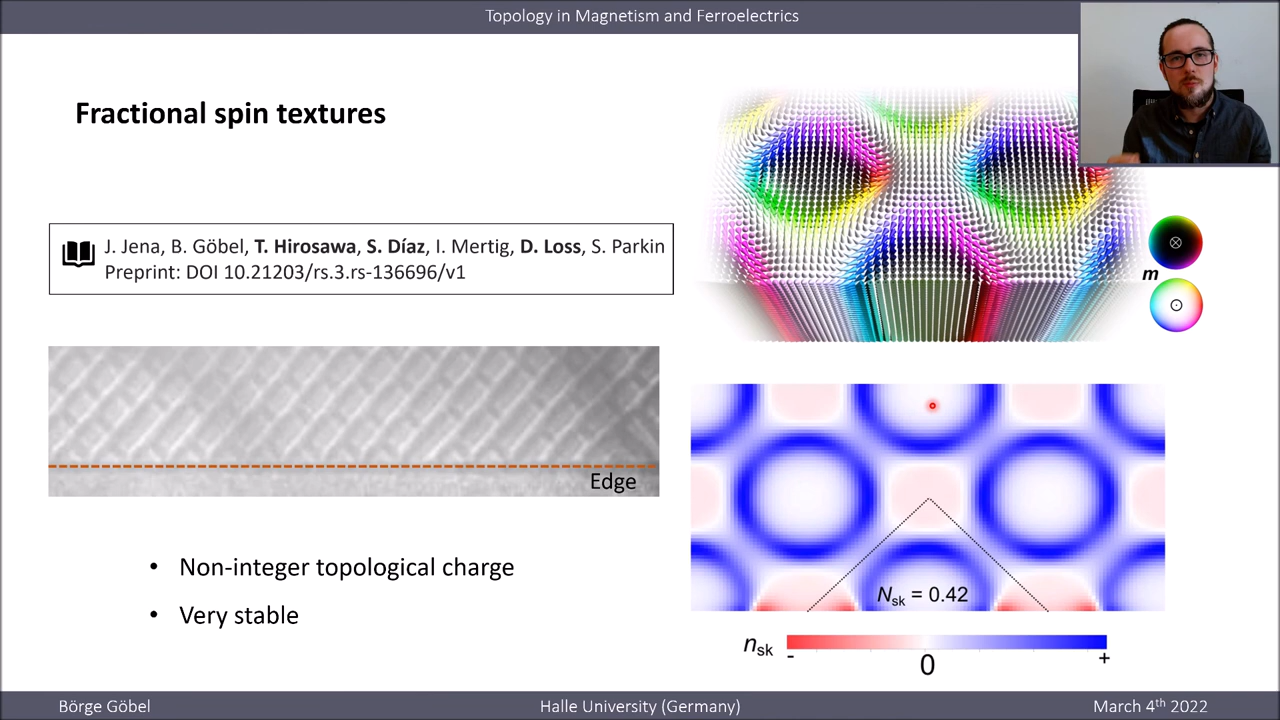 Topology in Magnetism and Ferroelectrics
Fractional spin textures
J. Jena, B. Göbel, T. Hirosawa, S. Díaz, I. Mertig, D. Loss, S. Parkin
Preprint: DOI 10.21203/rs.3.rs-136696/v1
m
Edge
• Non-integer topological charge
• Very stable
Nsk = 0.42
nsk
- 0 +
Börge Göbel Halle University (Germany) March 4th 2022